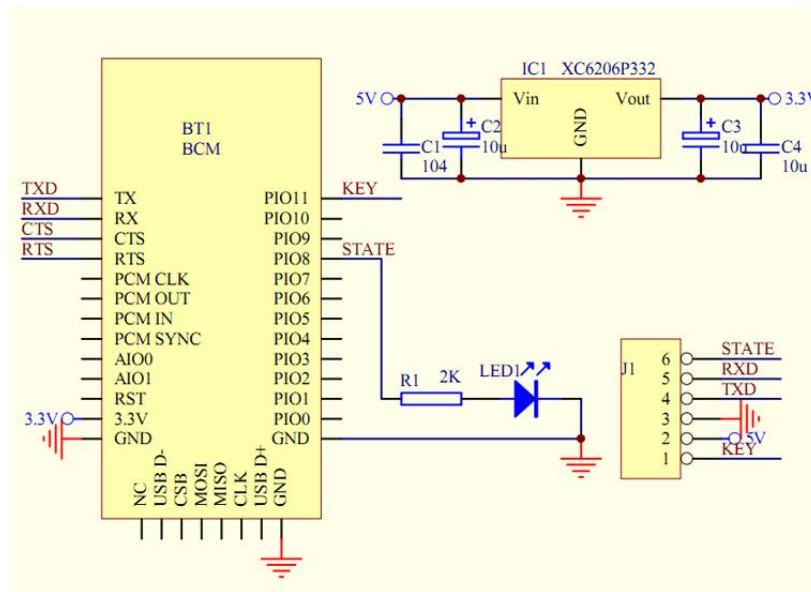 IC1 XC6206P332
5V
Vin
Vout
3.3V
GND
C1
104
+
C2
10u
+
C3
10u
C4
10u
BT1
BCM
TXD
TX
RXD
RX
CTS
CTS
RTS
RTS
PCM CLK
PCM OUT
PCM IN
PCM SYNC
AIO0
AIO1
RST
3.3V
3.3V
GND
PIO11
KEY
PIO10
PIO9
PIO8
STATE
PIO7
PIO6
PIO5
PIO4
PIO3
PIO2
PIO1
PIO0
GND
NC
USB D-
CSB
MOSI
MISO
CLK
USB D+
GND
R1
2K
LED1
J1
6
STATE
5
RXD
4
TXD
3
2
5V
1
KEY